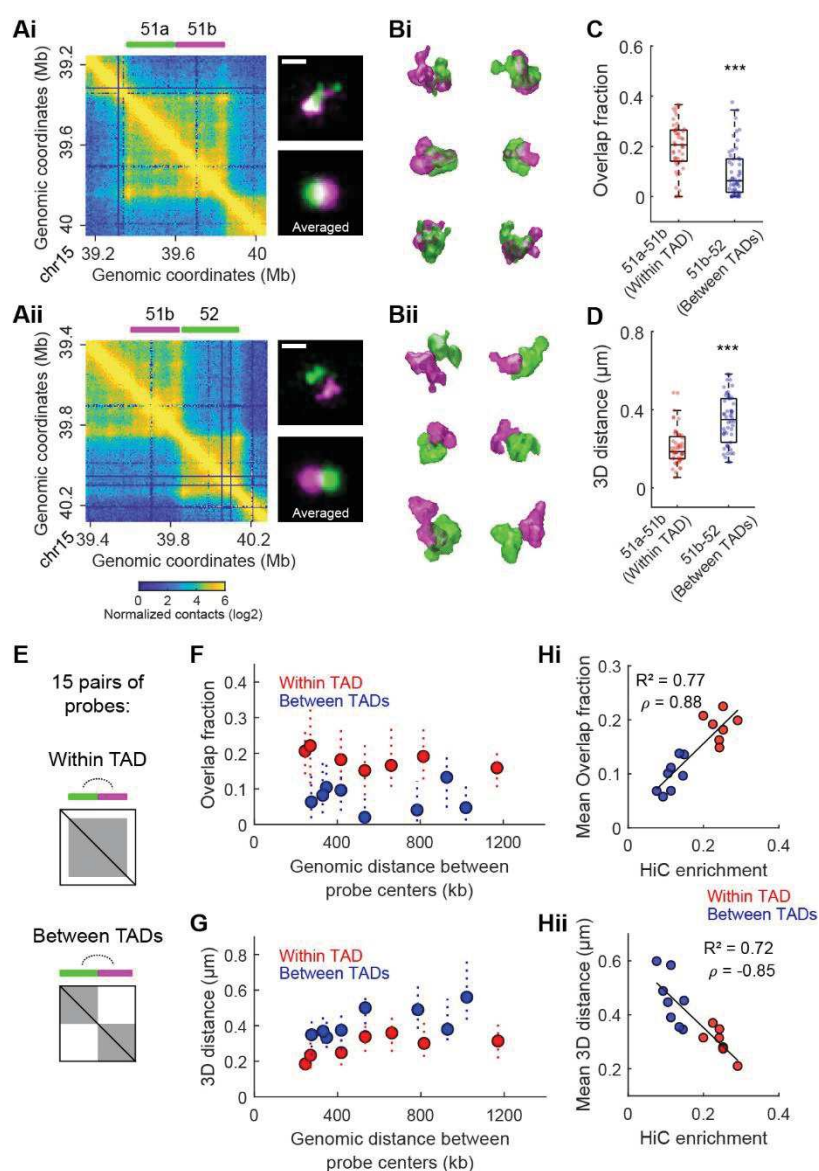 Ai
51a 51b
Genomic coordinates (Mb)
39.2
39.6
40
39.2 39.6 40
chr15
Genomic coordinates (Mb)
Averaged
Bi
C
Overlap fraction
0.6
0.4
0.2
0
***
51a-51b
(Within TAD)
51b-52
(Between TADs)
Aii
51b 52
Genomic coordinates (Mb)
39.4
39.8
40.2
39.4 39.8 40.2
chr15
Genomic coordinates (Mb)
0 2 4 6
Normalized contacts (log2)
Averaged
Bii
D
3D distance (µm)
0.6
0.4
0.2
0
***
51a-51b
(Within TAD)
51b-52
(Between TADs)
E
15 pairs of
probes:
Within TAD
Between TADs
F
Within TAD
Between TADs
Overlap fraction
0.4
0.3
0.2
0.1
0
0 400 800 1200
Genomic distance between
probe centers (kb)
G
Within TAD
Between TADs
3D distance (µm)
0.8
0.6
0.4
0.2
0
0 400 800 1200
Genomic distance between
probe centers (kb)
Hi
R² = 0.77
ρ = 0.88
Mean Overlap fraction
0.3
0.2
0.1
0
0 0.2 0.4
HiC enrichment
Hii
Within TAD
Between TADs
R² = 0.72
ρ = -0.85
Mean 3D distance (µm)
0.6
0.4
0.2
0 0.2 0.4
HiC enrichment